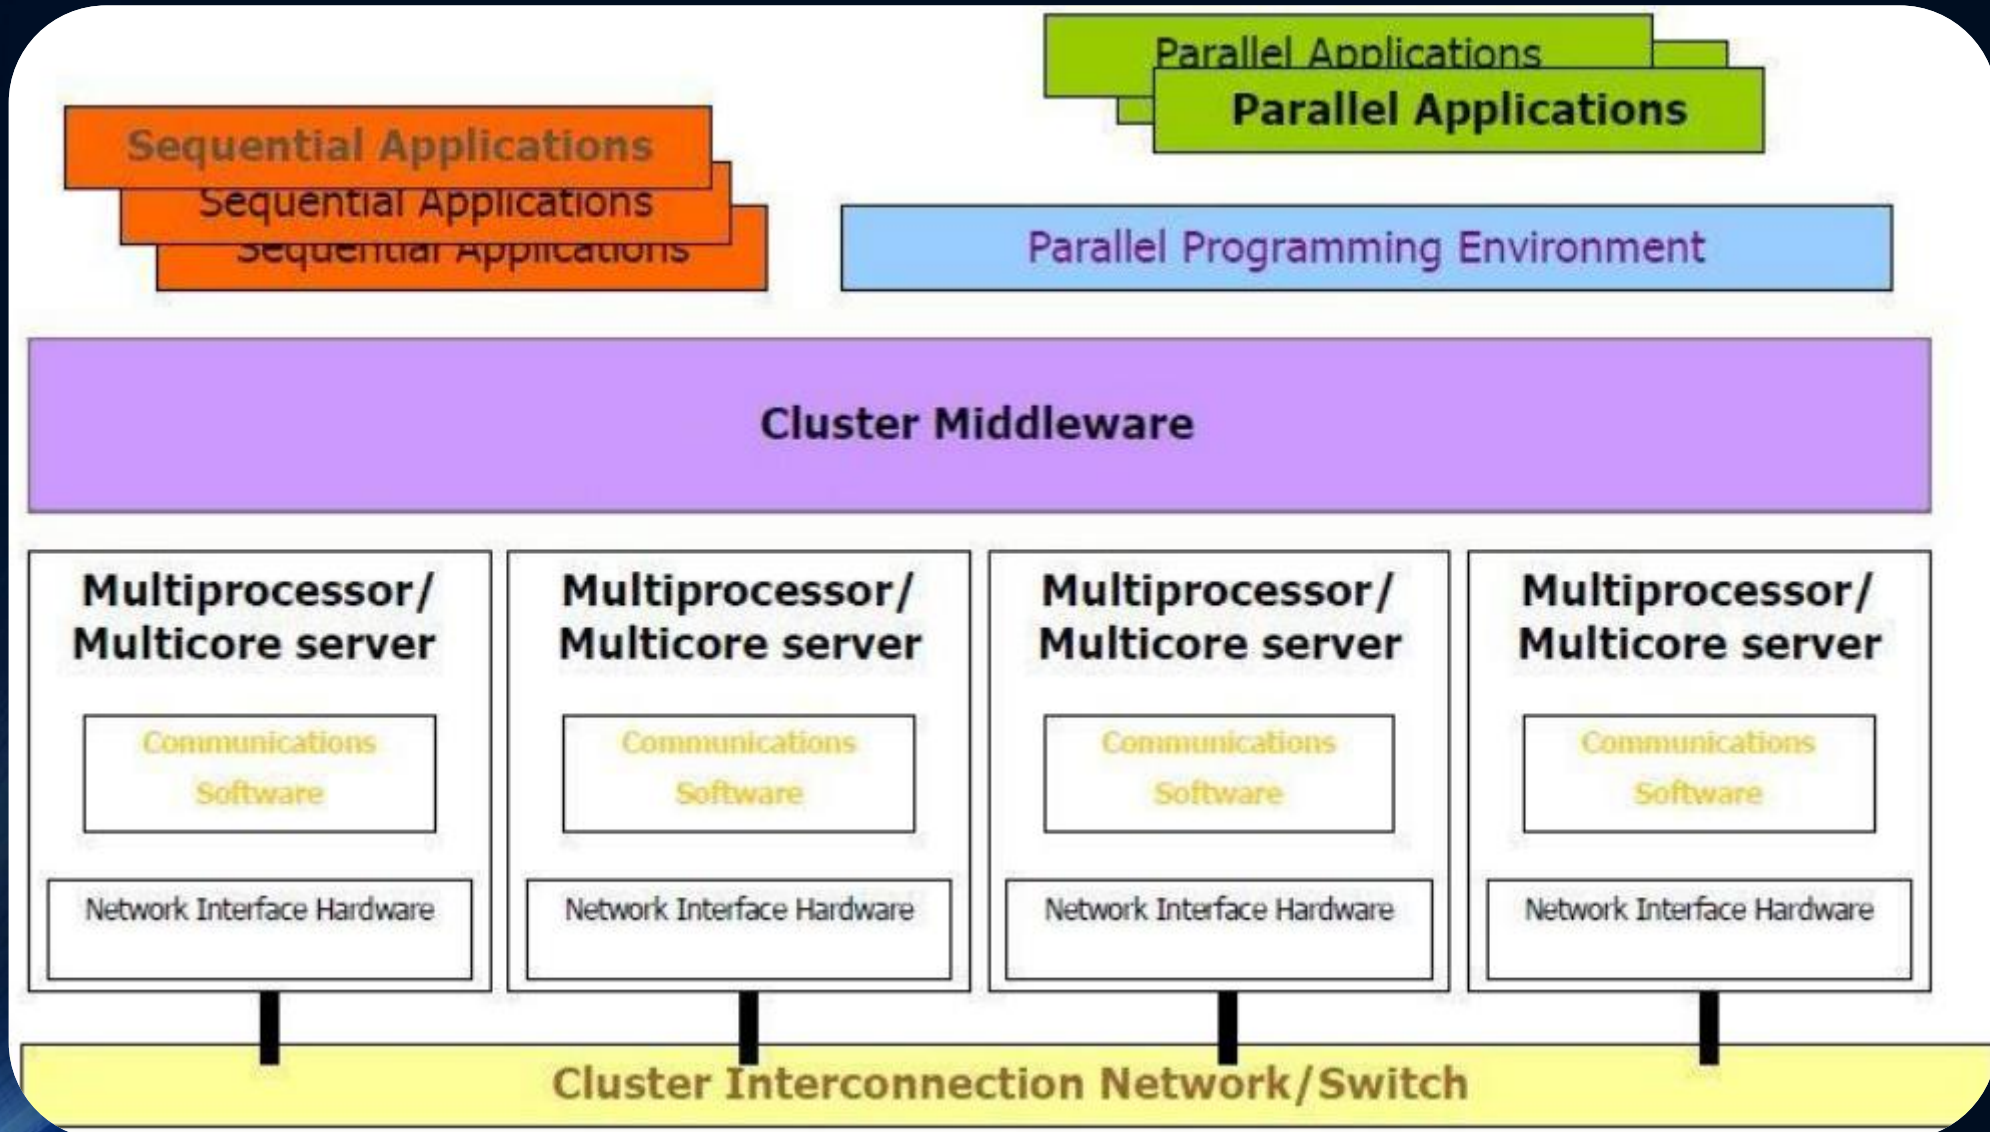 Parallel Applications
Parallel Applications
Sequential Applications
Sequential Applications
Sequential Applications
Parallel Programming Environment
Cluster Middleware
Multiprocessor/
Multicore server
Communications
Software
Network Interface Hardware
Multiprocessor/
Multicore server
Communications
Software
Network Interface Hardware
Multiprocessor/
Multicore server
Communications
Software
Network Interface Hardware
Multiprocessor/
Multicore server
Communications
Software
Network Interface Hardware
Cluster Interconnection Network/Switch